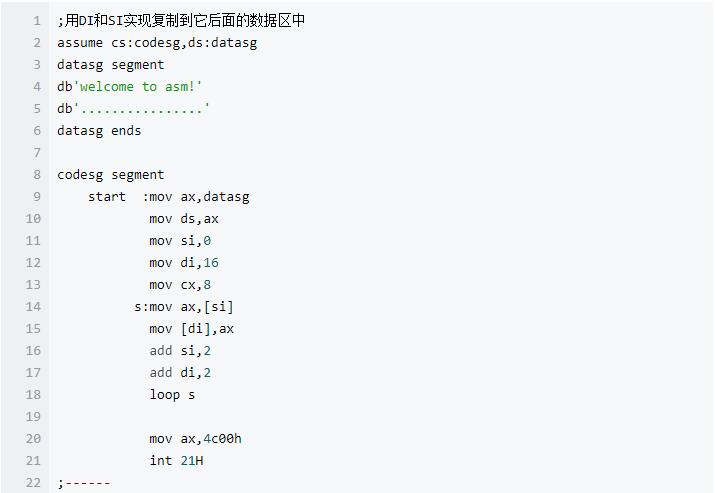 1 ;用DI和SI实现复制到它后面的数据区中
2 assume cs:codesg,ds:datasg
3 datasg segment
4 db'welcome to asm!'
5 db'................'
6 datasg ends
7
8 codesg segment
9 start :mov ax,datasg
10 mov ds,ax
11 mov si,0
12 mov di,16
13 mov cx,8
14 s:mov ax,[si]
15 mov [di],ax
16 add si,2
17 add di,2
18 loop s
19
20 mov ax,4c00h
21 int 21H
22 ;------